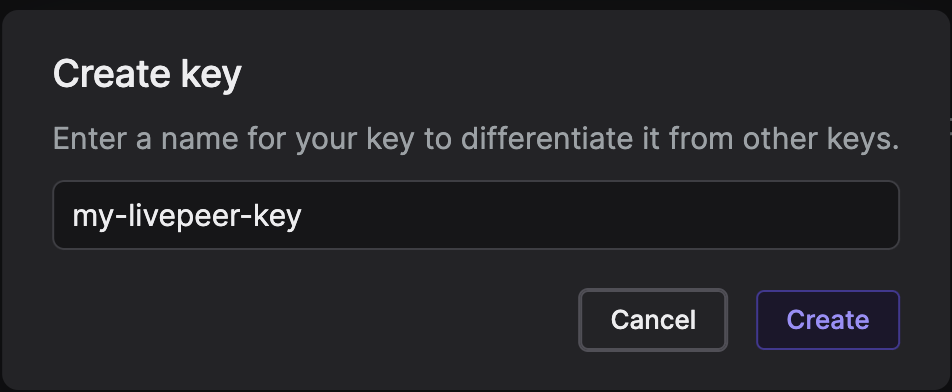 Create key
Enter a name for your key to differentiate it from other keys.
my-livepeer-key
Cancel
Create